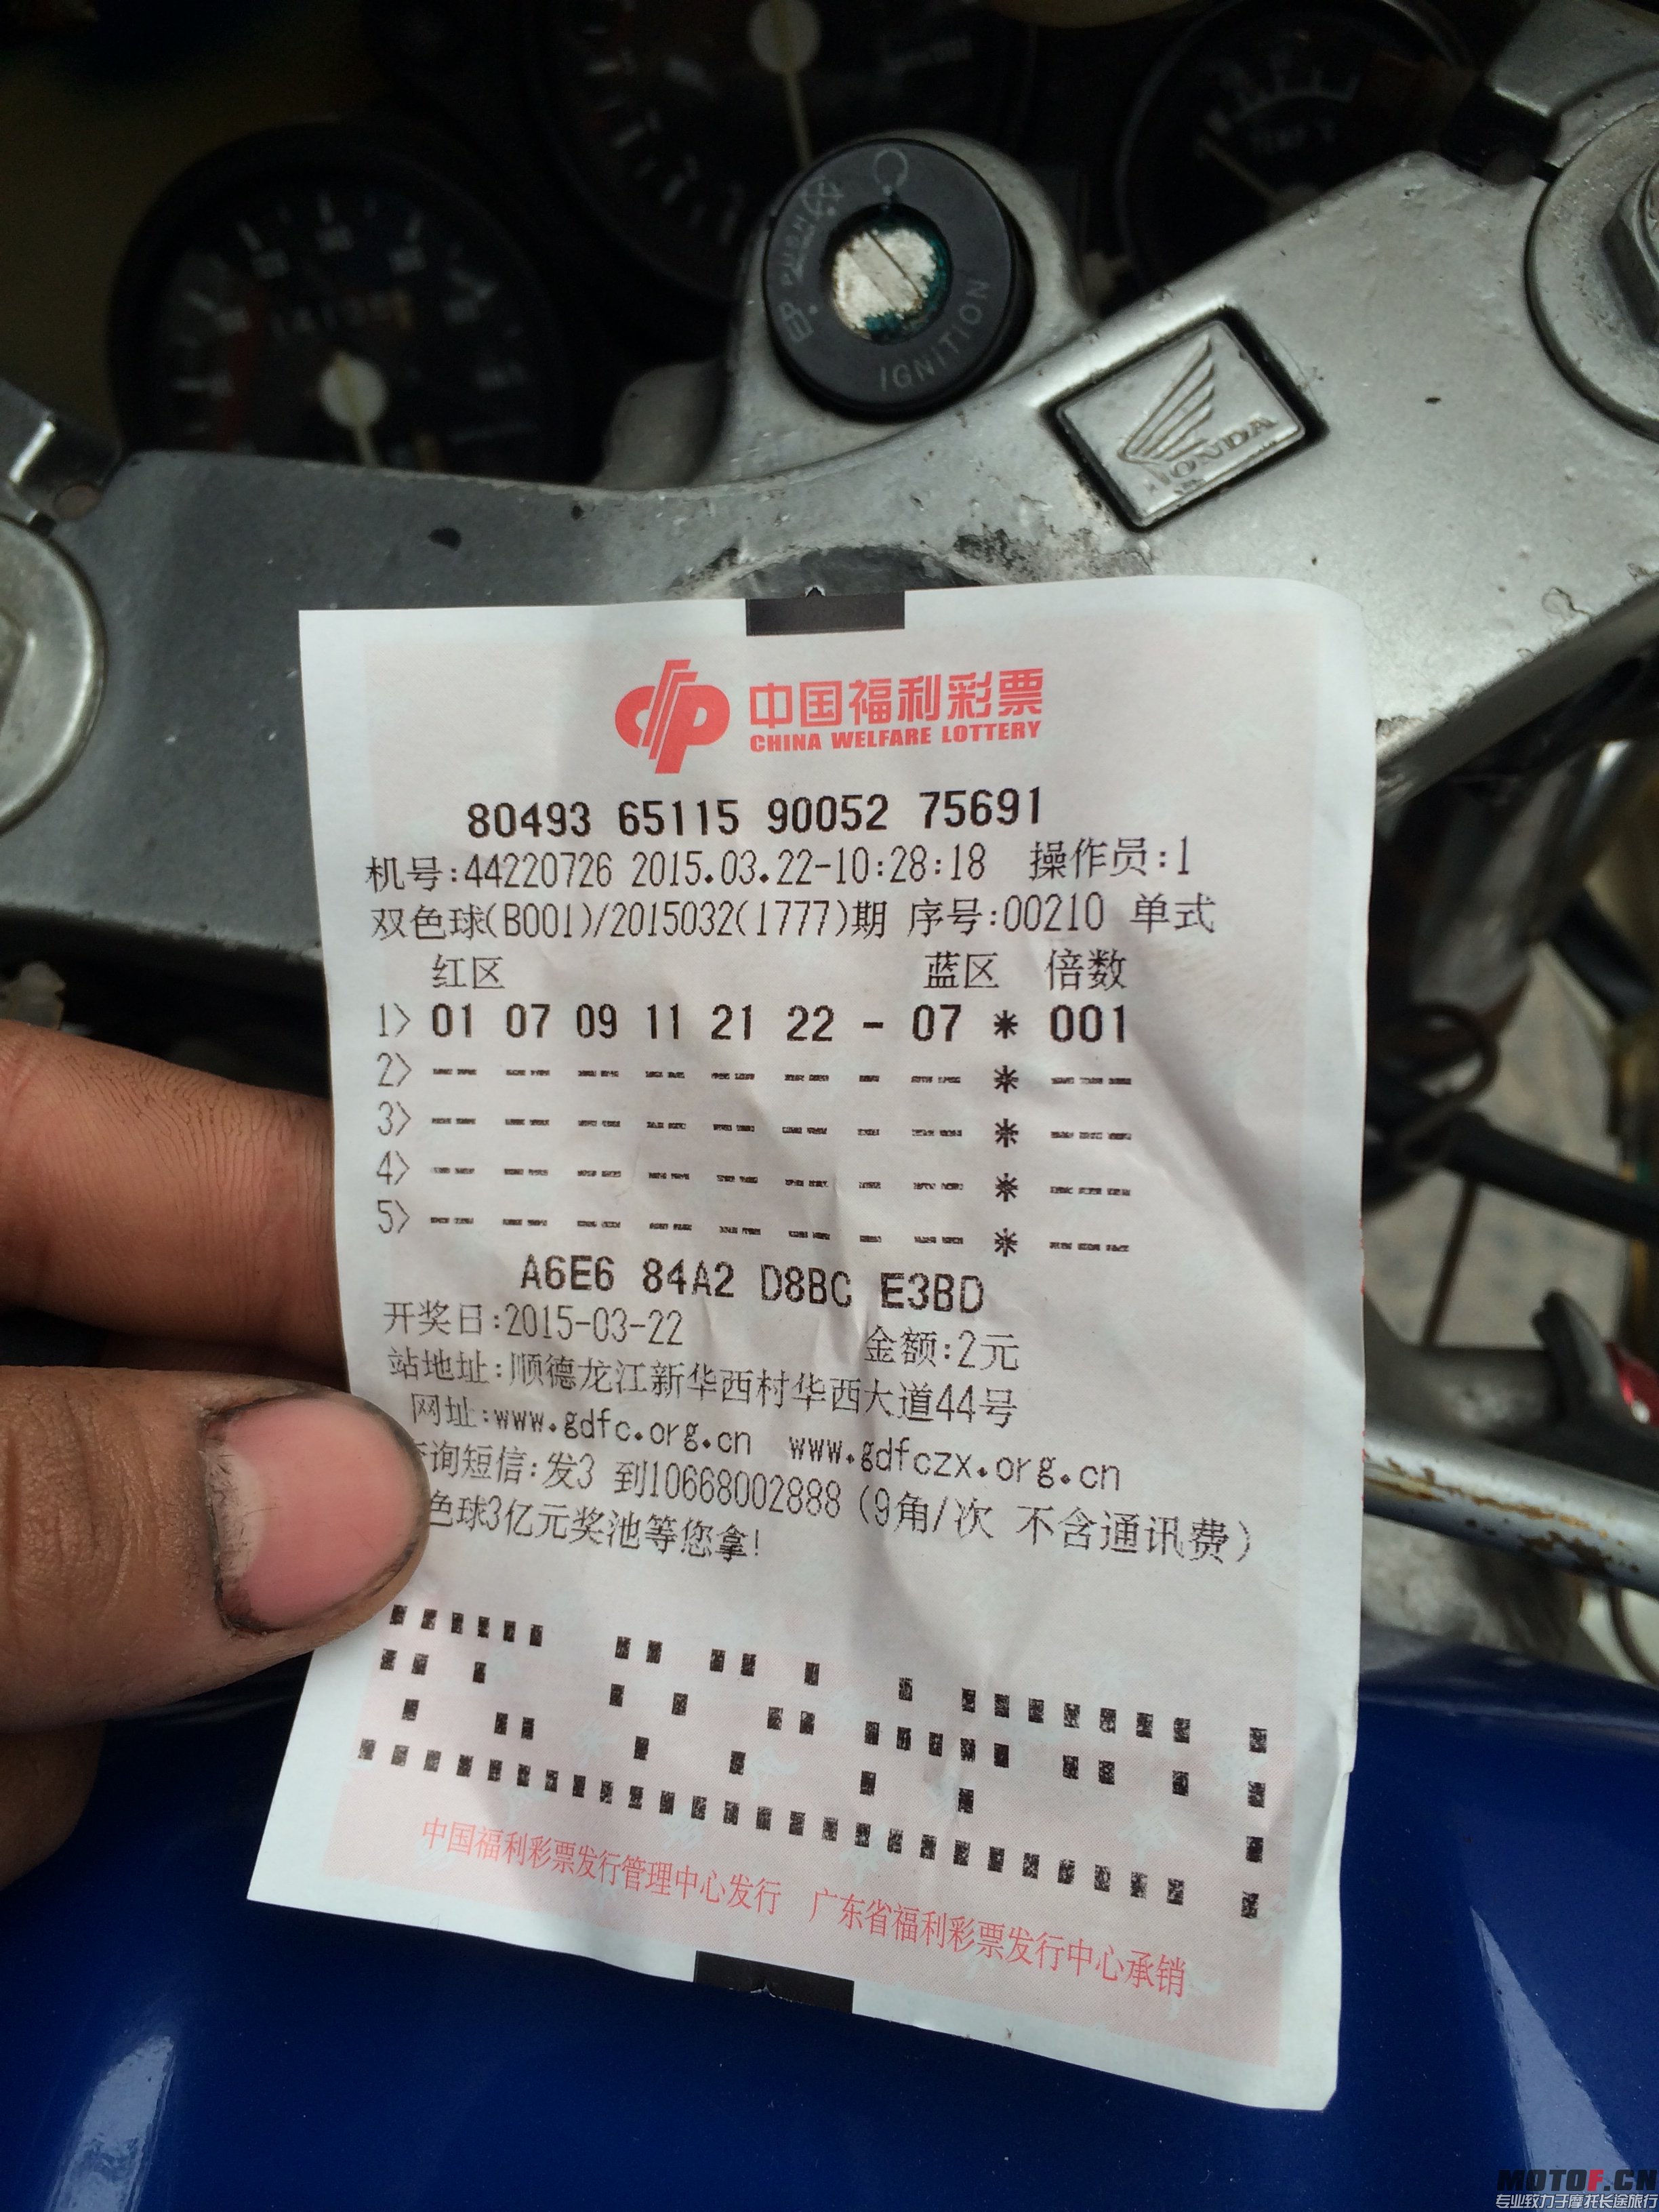 PUSH
IGNITION
TEMP
HONDA
中国福利彩票
CHINA WELFARE LOTTERY
80493 65115 90052 75691
机号:44220726 2015.03.22-10:28:18 操作员:1
双色球(B001)/2015032(1777)期 序号:00210 单式
红区 蓝区 倍数
1> 01 07 09 11 21 22 - 07 * 001
2> -- -- -- -- -- -- - -- * ---
3> -- -- -- -- -- -- - -- * ---
4> -- -- -- -- -- -- - -- * ---
5> -- -- -- -- -- -- - -- * ---
A6E6 84A2 D8BC E3BD
开奖日:2015-03-22 金额:2元
站地址:顺德龙江新华西村华西大道44号
网址:www.gdfc.org.cn www.gdfczx.org.cn
询短信:发3 到10668002888(9角/次 不含通讯费)
色球3亿元奖池等您拿!
中国福利彩票发行管理中心发行 广东省福利彩票发行中心承销
MOTOF.CN
专业致力于摩托长途旅行